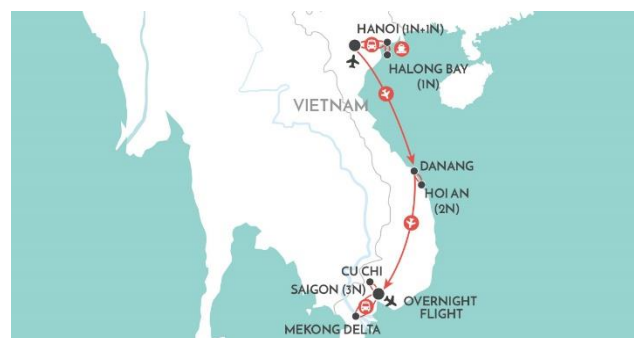 HANOI (1N+1N)
HALONG BAY
(1N)
VIETNAM
DANANG
HOI AN
(2N)
CU CHI
SAIGON (3N)
OVERNIGHT
FLIGHT
MEKONG DELTA